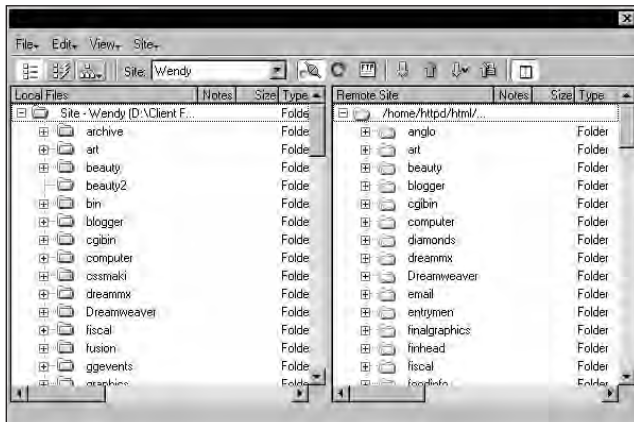 File Edit View Site
Site: Wendy
Local Files Notes Size Type
Site - Wendy (D:\Client F... Folde
archive Folde
art Folde
beauty Folde
beauty2 Folde
bin Folde
blogger Folde
cgibin Folde
computer Folde
cssmaki Folde
dreammx Folde
Dreamweaver Folde
fiscal Folde
fusion Folde
ggevents Folde
graphics Folde
Remote Site Notes Size Type
/home/httpd/html/...
anglo Folder
art Folder
beauty Folder
blogger Folder
cgibin Folder
computer Folder
diamonds Folder
dreammx Folder
Dreamweaver Folder
email Folder
entrymen Folder
finalgraphics Folder
finhead Folder
fiscal Folder
foodinfo Folder